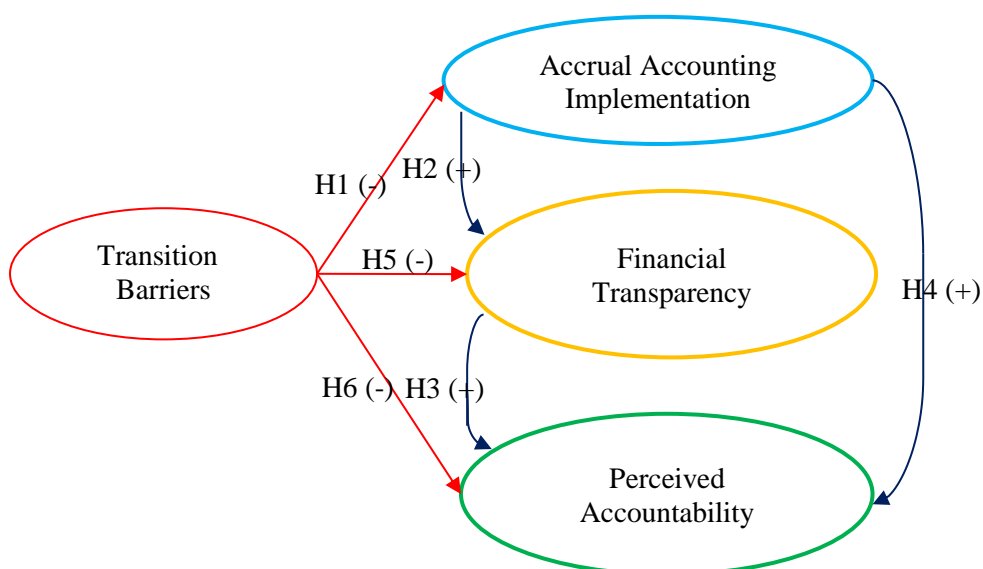 Accrual Accounting
Implementation
H1 (-)
H2 (+)
Transition
Barriers
H5 (-)
Financial
Transparency
H4 (+)
H6 (-)
H3 (+)
Perceived
Accountability